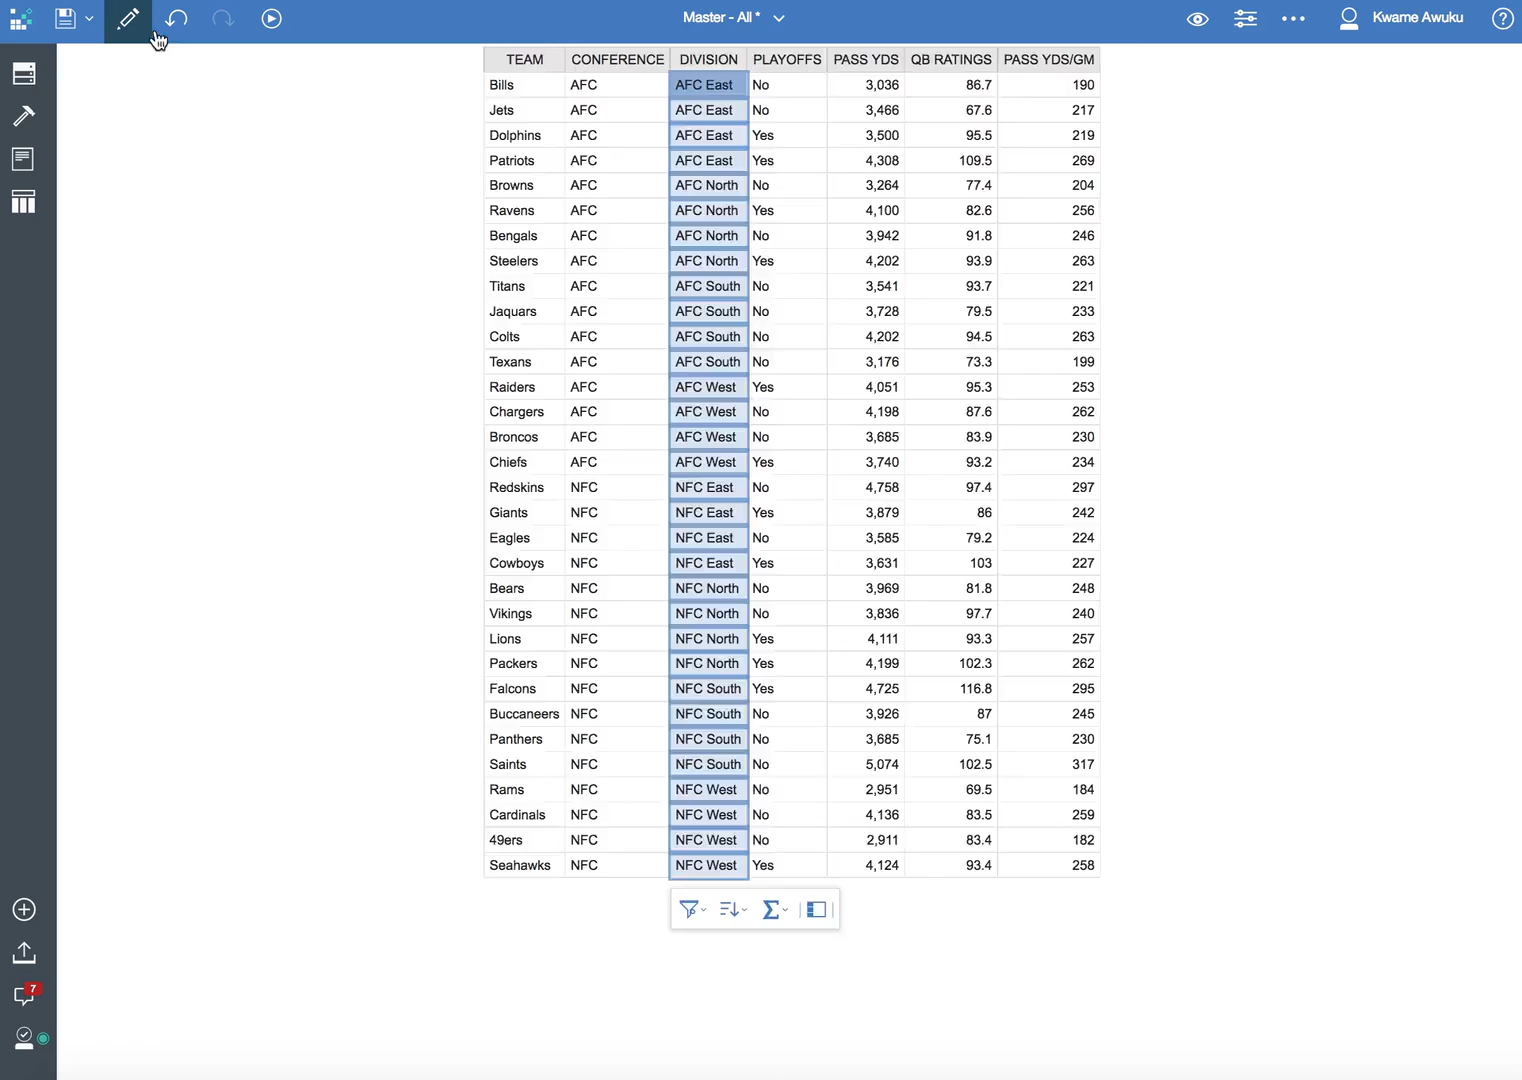 Master - All * Kwame Awuku
TEAM CONFERENCE DIVISION PLAYOFFS PASS YDS QB RATINGS PASS YDS/GM
Bills AFC AFC East No 3,036 86.7 190
Jets AFC AFC East No 3,466 67.6 217
Dolphins AFC AFC East Yes 3,500 95.5 219
Patriots AFC AFC East Yes 4,308 109.5 269
Browns AFC AFC North No 3,264 77.4 204
Ravens AFC AFC North Yes 4,100 82.6 256
Bengals AFC AFC North No 3,942 91.8 246
Steelers AFC AFC North Yes 4,202 93.9 263
Titans AFC AFC South No 3,541 93.7 221
Jaquars AFC AFC South No 3,728 79.5 233
Colts AFC AFC South No 4,202 94.5 263
Texans AFC AFC South No 3,176 73.3 199
Raiders AFC AFC West Yes 4,051 95.3 253
Chargers AFC AFC West No 4,198 87.6 262
Broncos AFC AFC West No 3,685 83.9 230
Chiefs AFC AFC West Yes 3,740 93.2 234
Redskins NFC NFC East No 4,758 97.4 297
Giants NFC NFC East Yes 3,879 86 242
Eagles NFC NFC East No 3,585 79.2 224
Cowboys NFC NFC East Yes 3,631 103 227
Bears NFC NFC North No 3,969 81.8 248
Vikings NFC NFC North No 3,836 97.7 240
Lions NFC NFC North Yes 4,111 93.3 257
Packers NFC NFC North Yes 4,199 102.3 262
Falcons NFC NFC South Yes 4,725 116.8 295
Buccaneers NFC NFC South No 3,926 87 245
Panthers NFC NFC South No 3,685 75.1 230
Saints NFC NFC South No 5,074 102.5 317
Rams NFC NFC West No 2,951 69.5 184
Cardinals NFC NFC West No 4,136 83.5 259
49ers NFC NFC West No 2,911 83.4 182
Seahawks NFC NFC West Yes 4,124 93.4 258
7